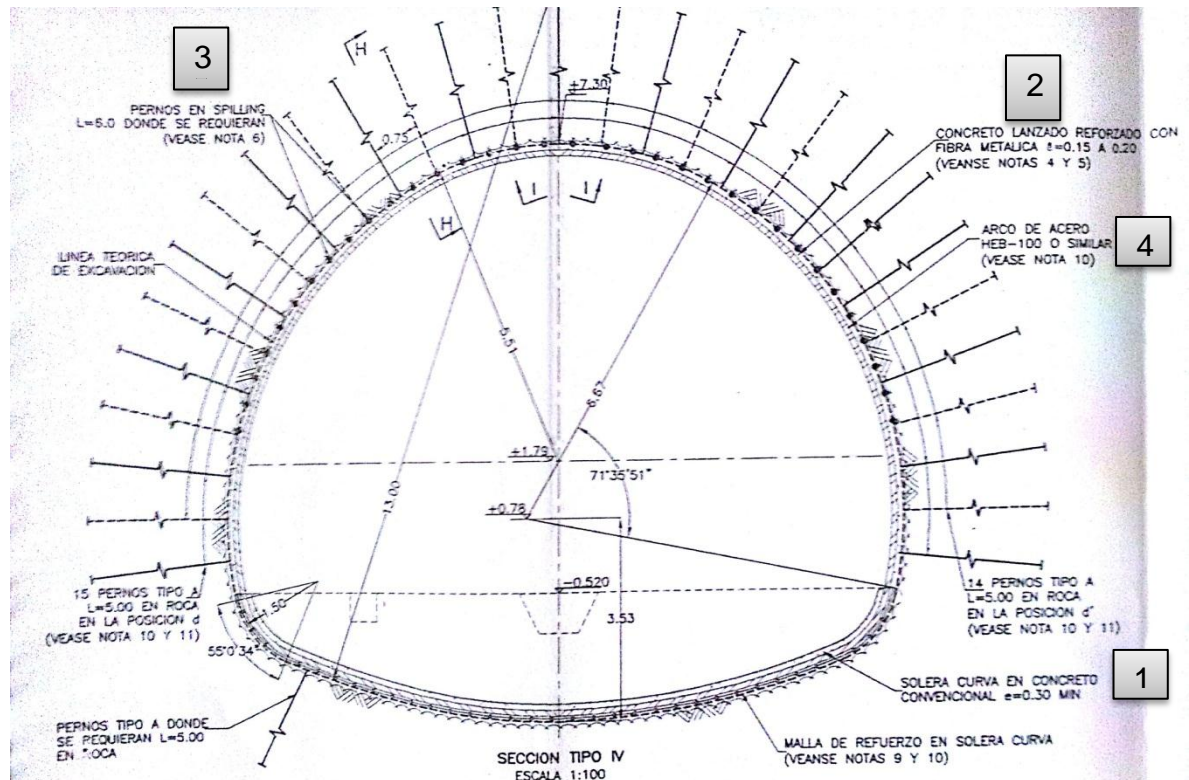 3
PERNOS EN SPILLING
L=6.0 DONDE SE REQUIERAN
(VEASE NOTA 6)
H
+7.30
0.75
2
CONCRETO LANZADO REFORZADO CON
FIBRA METALICA e=0.15 A 0.20
(VEANSE NOTAS 4 Y 5)
H
I
I
ARCO DE ACERO
HEB-100 O SIMILAR
(VEASE NOTA 10)
4
LINEA TEORICA
DE EXCAVACION
5.51
6.67
+1.79
71°35'51"
13.00
+0.78
-0.520
3.53
15 PERNOS TIPO A
L=5.00 EN ROCA
EN LA POSICION d
(VEASE NOTA 10 Y 11)
1.50
55°0'34"
14 PERNOS TIPO A
L=5.00 EN ROCA
EN LA POSICION d'
(VEASE NOTA 10 Y 11)
SOLERA CURVA EN CONCRETO
CONVENCIONAL e=0.30 MIN
1
PERNOS TIPO A DONDE
SE REQUIERAN L=5.00
EN ROCA
MALLA DE REFUERZO EN SOLERA CURVA
(VEANSE NOTAS 9 Y 10)
SECCION TIPO IV
ESCALA 1:100